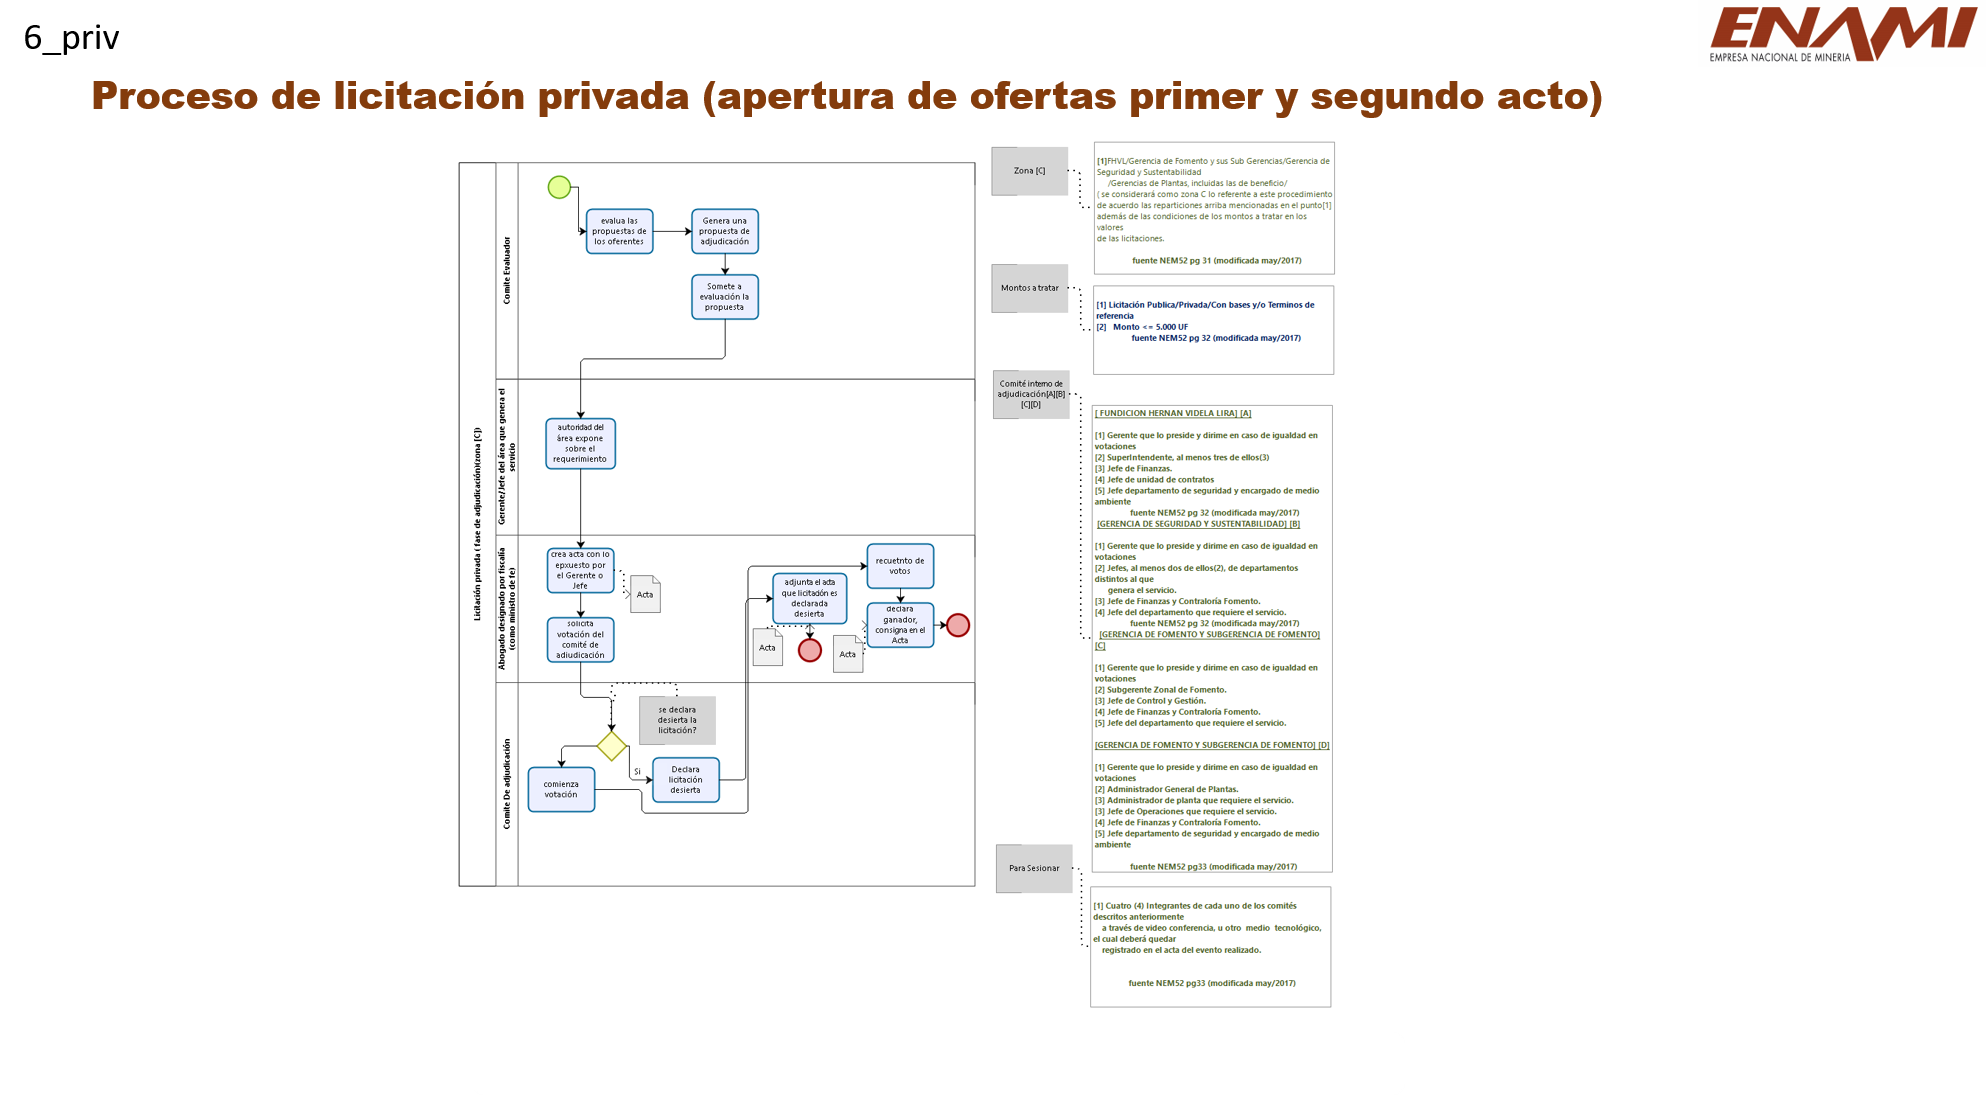 6_priv
ENAMI
EMPRESA NACIONAL DE MINERIA
Proceso de licitación privada (apertura de ofertas primer y segundo acto)
Licitación privada ( fase de adjudicación)(zona [C])
Comite Evaluador
evalua las
propuestas de
los oferentes
Genera una
propuesta de
adjudicación
Somete a
evaluación la
propuesta
Gerente/Jefe del área que genera el
servicio
autoridad del
área expone
sobre el
requerimiento
Abogado designado por fiscalía
(como ministro de fe)
crea acta con lo
epxuesto por
el Gerente o
Jefe
Acta
solicita
votación del
comité de
adjudicación
adjunta el acta
que licitación es
declarada
desierta
Acta
recuetnto de
votos
declara
ganador,
consigna en el
Acta
Acta
Comite De adjudicación
se declara
desierta la
licitación?
Si
comienza
votación
Declara
licitación
desierta
Zona [C]
[1]FHVL/Gerencia de Fomento y sus Sub Gerencias/Gerencia de
Seguridad y Sustentabilidad
/Gerencias de Plantas, incluidas las de beneficio/
( se considerará como zona C lo referente a este procedimiento
de acuerdo las reparticiones arriba mencionadas en el punto[1]
además de las condiciones de los montos a tratar en los
valores
de las licitaciones.
fuente NEM52 pg 31 (modificada may/2017)
Montos a tratar
[1] Licitación Publica/Privada/Con bases y/o Terminos de
referencia
[2] Monto <= 5.000 UF
fuente NEM52 pg 32 (modificada may/2017)
Comité interno de
adjudicación[A][B]
[C][D]
[ FUNDICION HERNAN VIDELA LIRA] [A]
[1] Gerente que lo preside y dirime en caso de igualdad en
votaciones
[2] SuperIntendente, al menos tres de ellos(3)
[3] Jefe de Finanzas.
[4] Jefe de unidad de contratos
[5] Jefe departamento de seguridad y encargado de medio
ambiente
fuente NEM52 pg 32 (modificada may/2017)
[GERENCIA DE SEGURIDAD Y SUSTENTABILIDAD] [B]
[1] Gerente que lo preside y dirime en caso de igualdad en
votaciones
[2] Jefes, al menos dos de ellos(2), de departamentos
distintos al que
genera el servicio.
[3] Jefe de Finanzas y Contraloría Fomento.
[4] Jefe del departamento que requiere el servicio.
fuente NEM52 pg 32 (modificada may/2017)
[GERENCIA DE FOMENTO Y SUBGERENCIA DE FOMENTO]
[C]
[1] Gerente que lo preside y dirime en caso de igualdad en
votaciones
[2] Subgerente Zonal de Fomento.
[3] Jefe de Control y Gestión.
[4] Jefe de Finanzas y Contraloría Fomento.
[5] Jefe del departamento que requiere el servicio.
[GERENCIA DE FOMENTO Y SUBGERENCIA DE FOMENTO] [D]
[1] Gerente que lo preside y dirime en caso de igualdad en
votaciones
[2] Administrador General de Plantas.
[3] Administrador de planta que requiere el servicio.
[3] Jefe de Operaciones que requiere el servicio.
[4] Jefe de Finanzas y Contraloría Fomento.
[5] Jefe departamento de seguridad y encargado de medio
ambiente
fuente NEM52 pg33 (modificada may/2017)
Para Sesionar
[1] Cuatro (4) Integrantes de cada uno de los comités
descritos anteriormente
a través de video conferencia, u otro medio tecnológico,
el cual deberá quedar
registrado en el acta del evento realizado.
fuente NEM52 pg33 (modificada may/2017)